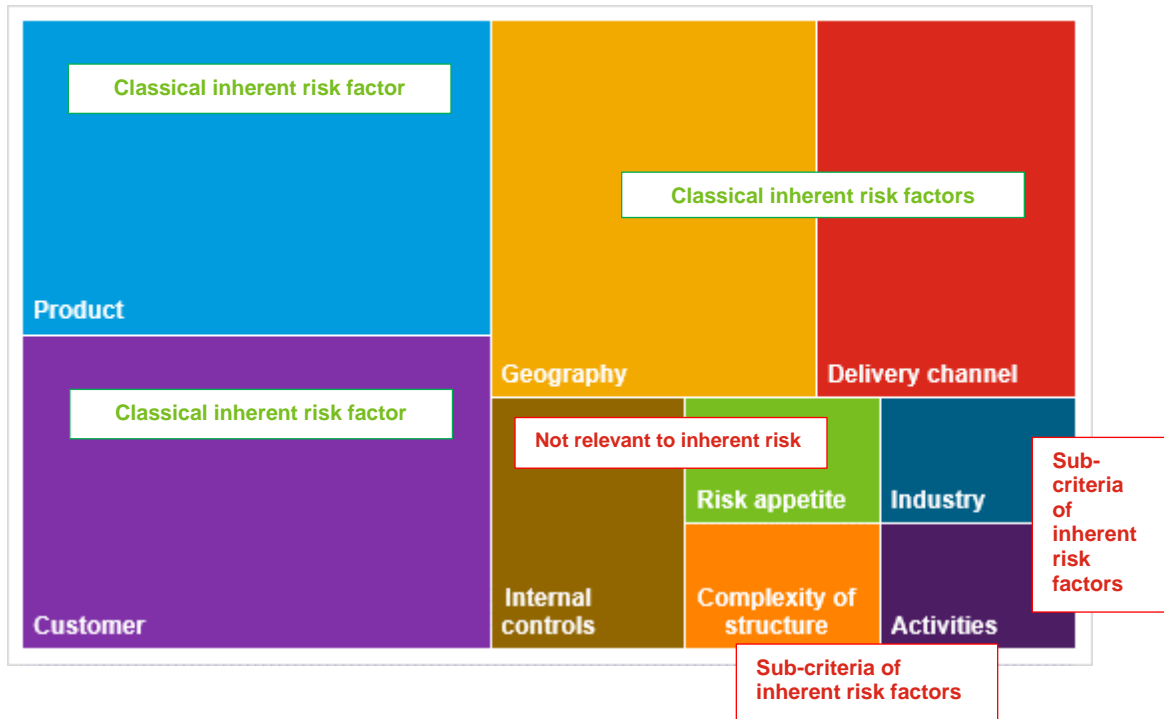 Classical inherent risk factor
Product
Classical inherent risk factors
Geography
Delivery channel
Classical inherent risk factor
Customer
Not relevant to inherent risk
Internal
controls
Risk appetite
Industry
Complexity of
structure
Activities
Sub-
criteria
of
inherent
risk
factors
Sub-criteria of
inherent risk factors